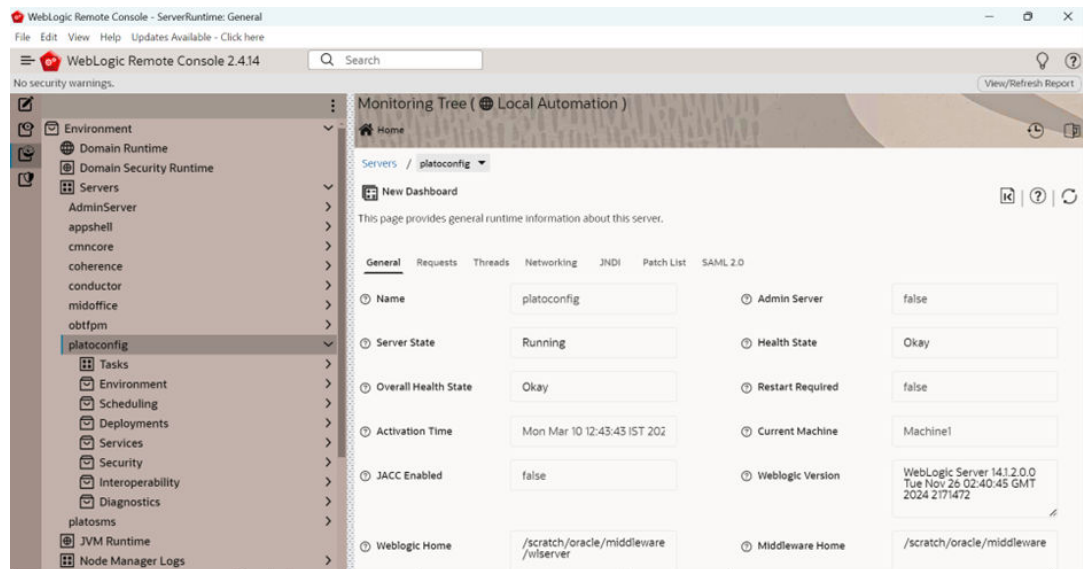 WebLogic Remote Console - ServerRuntime: General
File Edit View Help Updates Available - Click here
WebLogic Remote Console 2.4.14
Search
No security warnings.
View/Refresh Report
Environment
Domain Runtime
Domain Security Runtime
Servers
AdminServer
appshell
cmncore
coherence
conductor
midoffice
obtfpm
platoconfig
Tasks
Environment
Scheduling
Deployments
Services
Security
Interoperability
Diagnostics
platosms
JVM Runtime
Node Manager Logs
Monitoring Tree ( Local Automation )
Home
Servers / platoconfig
New Dashboard
This page provides general runtime information about this server.
General Requests Threads Networking JNDI Patch List SAML 2.0
Name platoconfig Admin Server false
Server State Running Health State Okay
Overall Health State Okay Restart Required false
Activation Time Mon Mar 10 12:43:43 IST 202 Current Machine Machine1
JACC Enabled false Weblogic Version WebLogic Server 14.1.2.0.0
Tue Nov 26 02:40:45 GMT
2024 2171472
Weblogic Home /scratch/oracle/middleware
/wlserver
Middleware Home /scratch/oracle/middleware